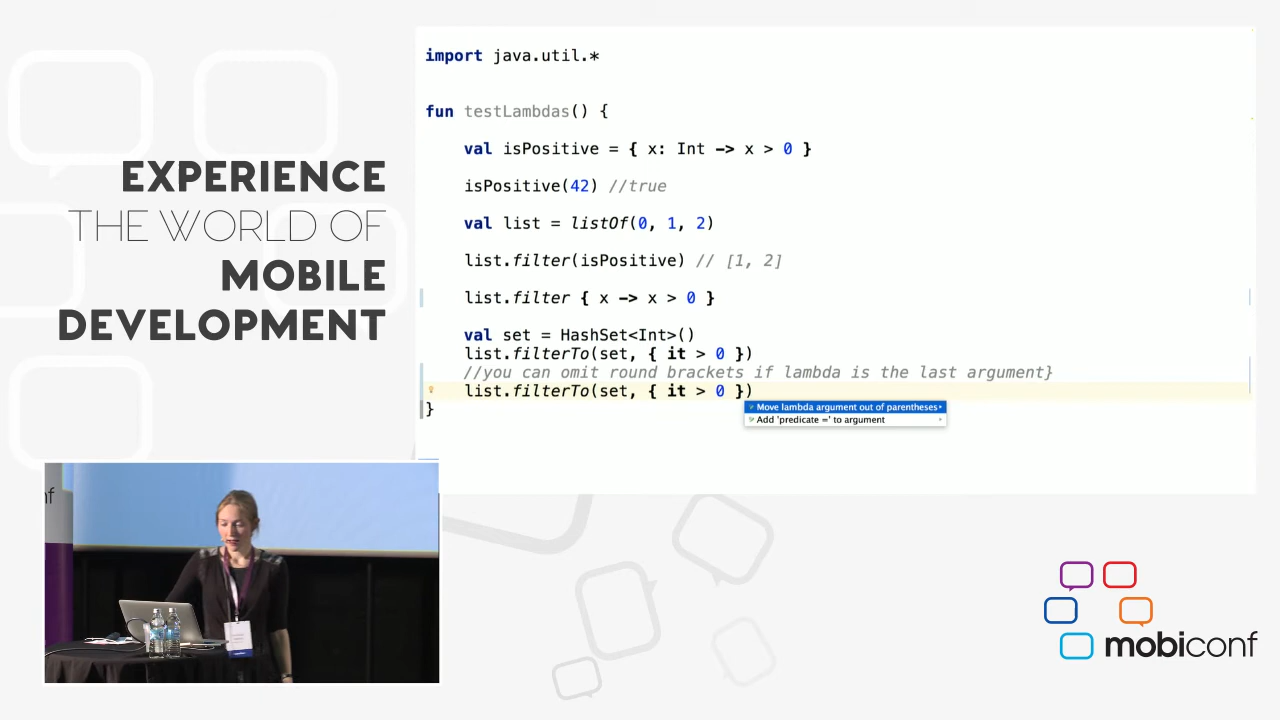 EXPERIENCE
THE WORLD OF
MOBILE
DEVELOPMENT
import java.util.*
fun testLambdas() {
val isPositive = { x: Int -> x > 0 }
isPositive(42) //true
val list = listOf(0, 1, 2)
list.filter(isPositive) // [1, 2]
list.filter { x -> x > 0 }
val set = HashSet<Int>()
list.filterTo(set, { it > 0 })
//you can omit round brackets if lambda is the last argument}
list.filterTo(set, { it > 0 })
}
Move lambda argument out of parentheses
Add 'predicate =' to argument
nf
mobiconf